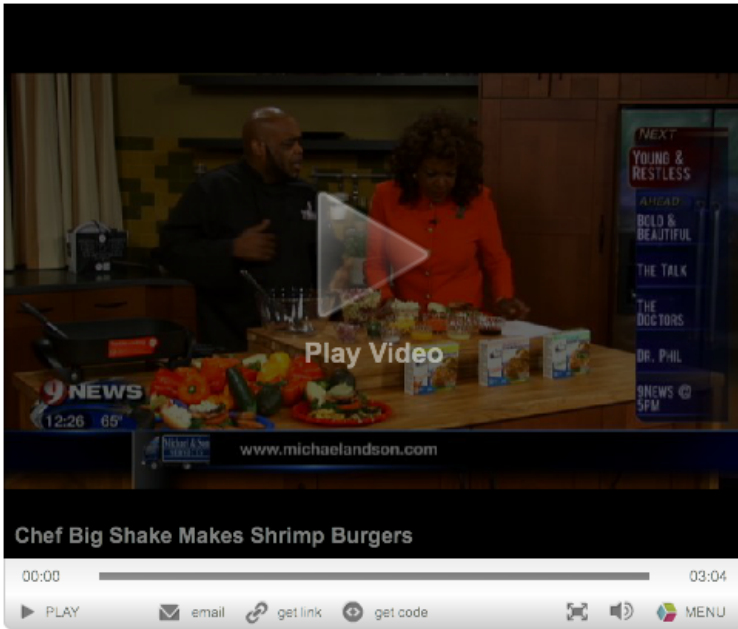 NEXT
YOUNG &
RESTLESS
AHEAD
BOLD &
BEAUTIFUL
THE TALK
THE
DOCTORS
DR. PHIL
9NEWS @
5PM
Play Video
9NEWS
12:26 65°
Michael & Son
www.michaelandson.com
Chef Big Shake Makes Shrimp Burgers
00:00 03:04
PLAY email get link get code MENU